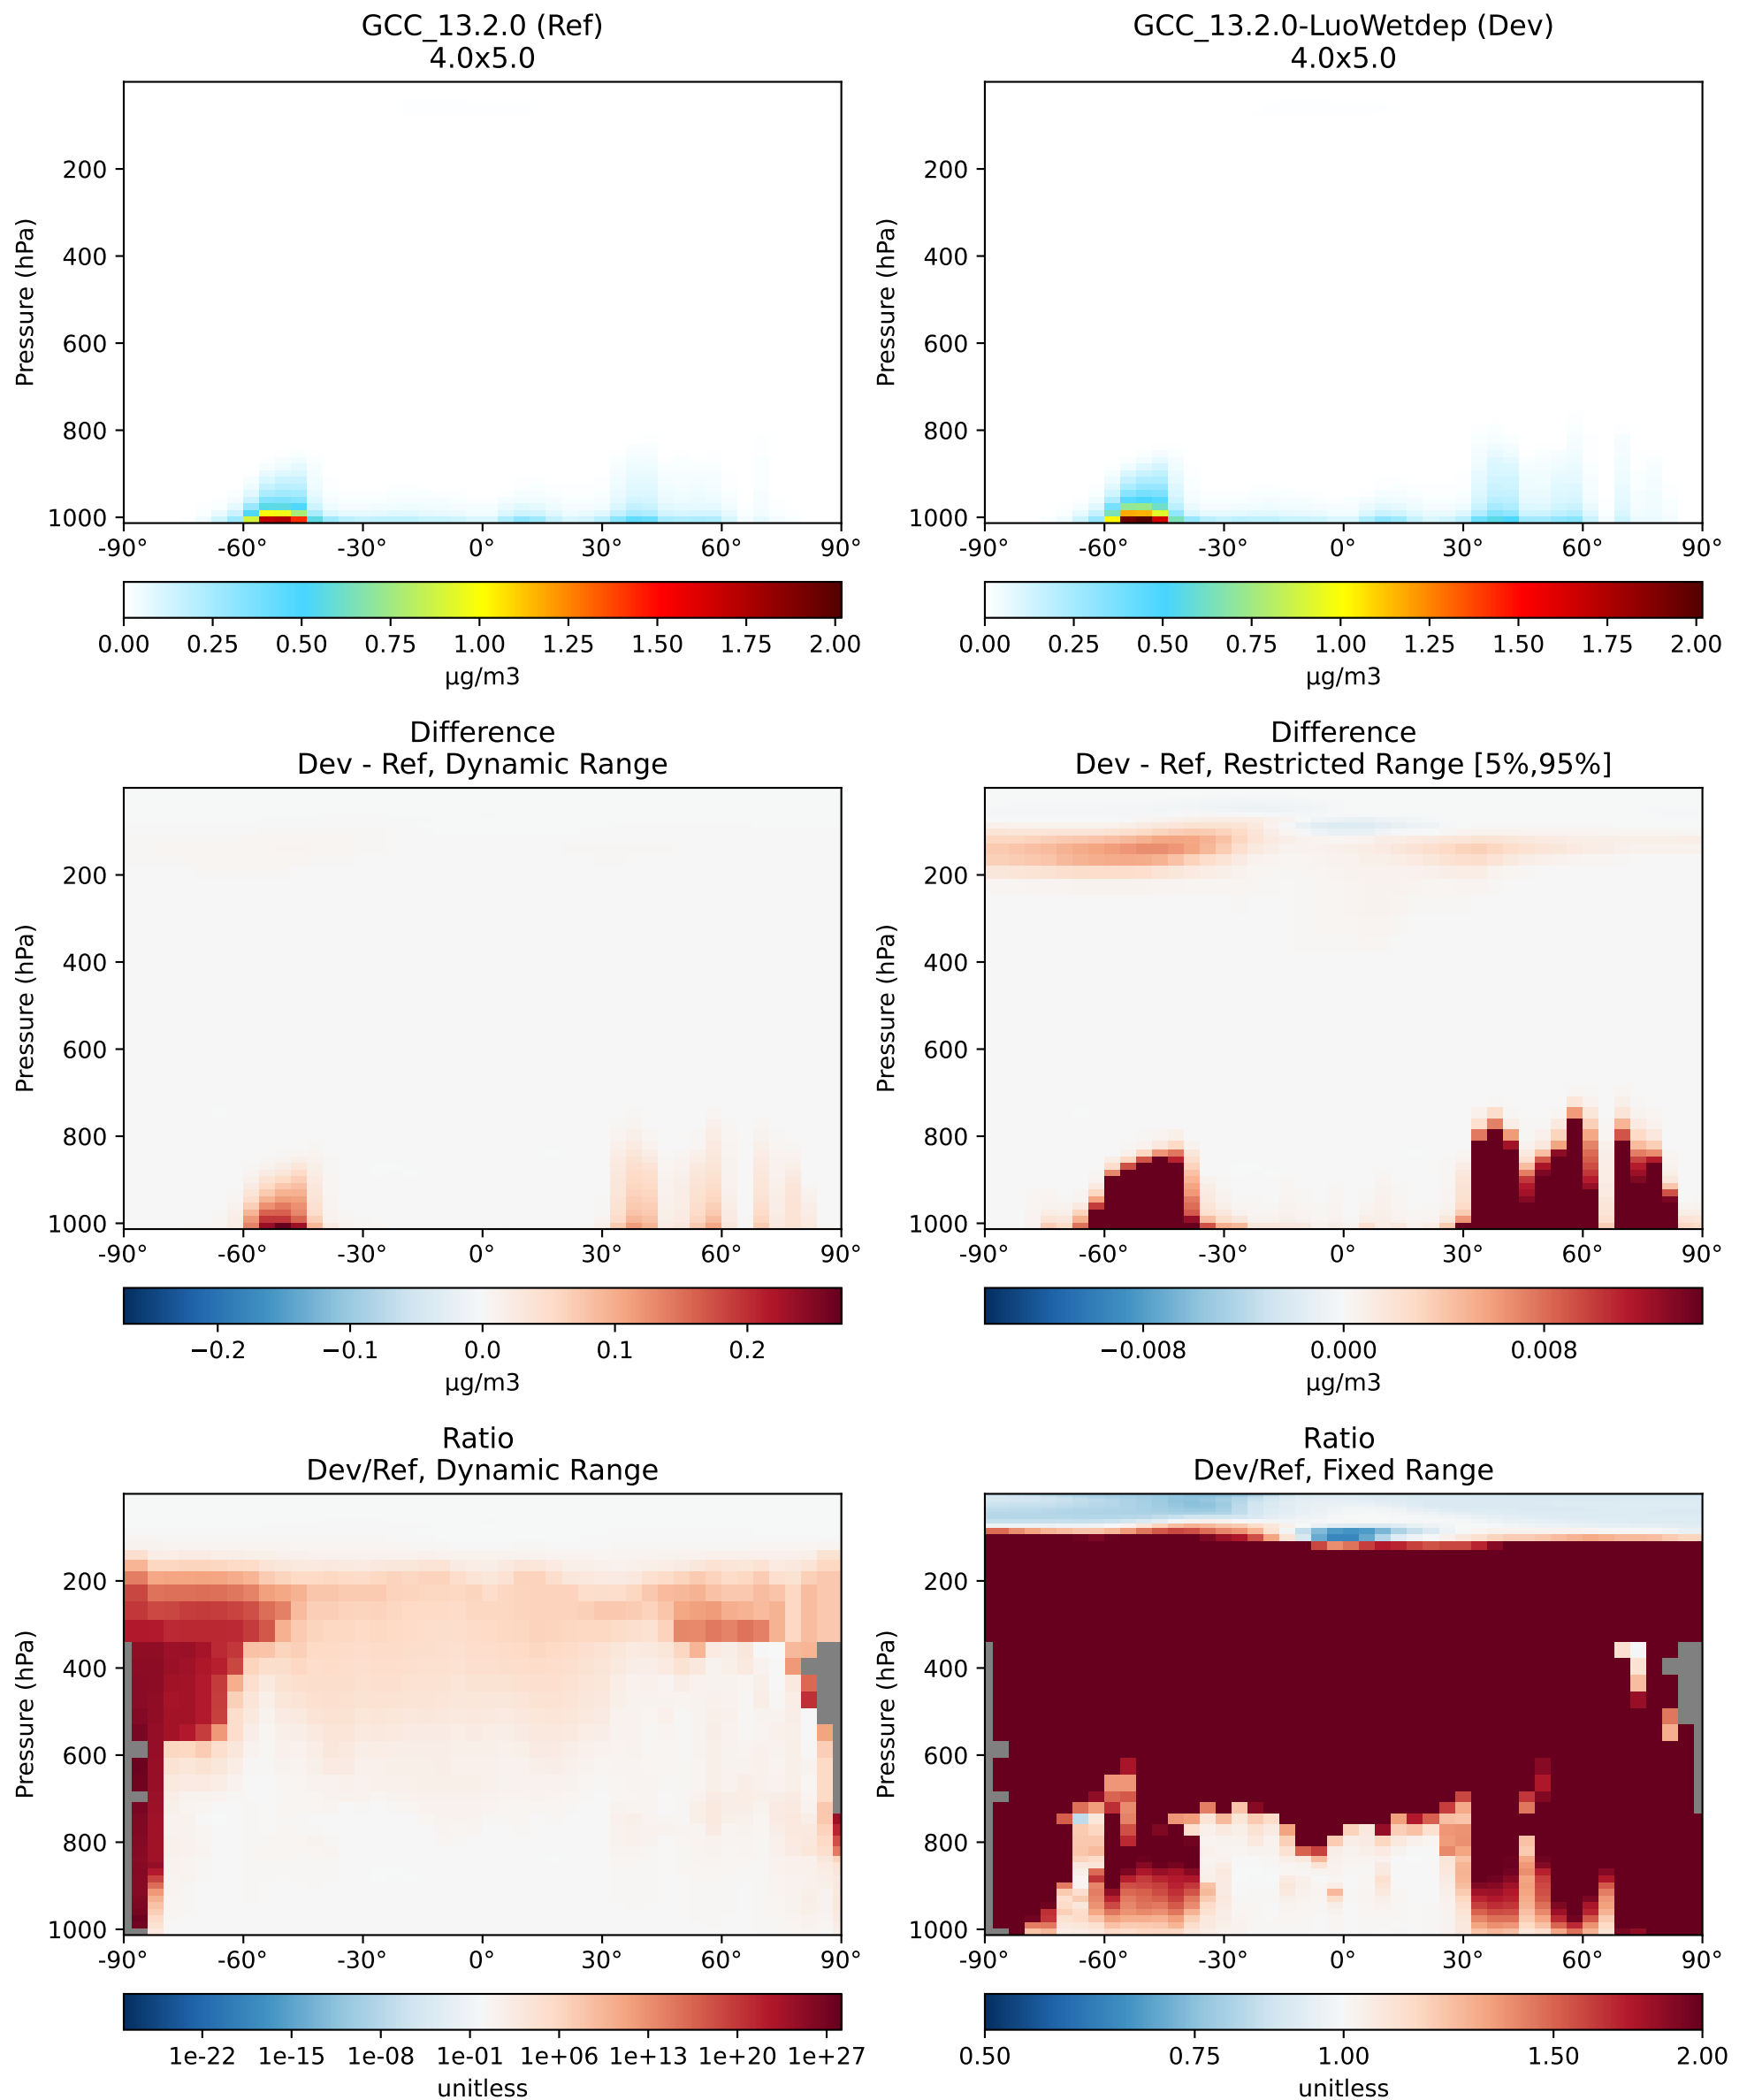 GCC_13.2.0 (Ref)
4.0x5.0
GCC_13.2.0-LuoWetdep (Dev)
4.0x5.0
Pressure (hPa)
200
400
600
800
1000
-90° -60° -30° 0° 30° 60° 90°
0.00 0.25 0.50 0.75 1.00 1.25 1.50 1.75 2.00
µg/m3
Pressure (hPa)
200
400
600
800
1000
-90° -60° -30° 0° 30° 60° 90°
0.00 0.25 0.50 0.75 1.00 1.25 1.50 1.75 2.00
µg/m3
Difference
Dev - Ref, Dynamic Range
Pressure (hPa)
200
400
600
800
1000
-90° -60° -30° 0° 30° 60° 90°
−0.2 −0.1 0.0 0.1 0.2
µg/m3
Difference
Dev - Ref, Restricted Range [5%,95%]
Pressure (hPa)
200
400
600
800
1000
-90° -60° -30° 0° 30° 60° 90°
−0.008 0.000 0.008
µg/m3
Ratio
Dev/Ref, Dynamic Range
Pressure (hPa)
200
400
600
800
1000
-90° -60° -30° 0° 30° 60° 90°
1e-22 1e-15 1e-08 1e-01 1e+06 1e+13 1e+20 1e+27
unitless
Ratio
Dev/Ref, Fixed Range
Pressure (hPa)
200
400
600
800
1000
-90° -60° -30° 0° 30° 60° 90°
0.50 0.75 1.00 1.50 2.00
unitless